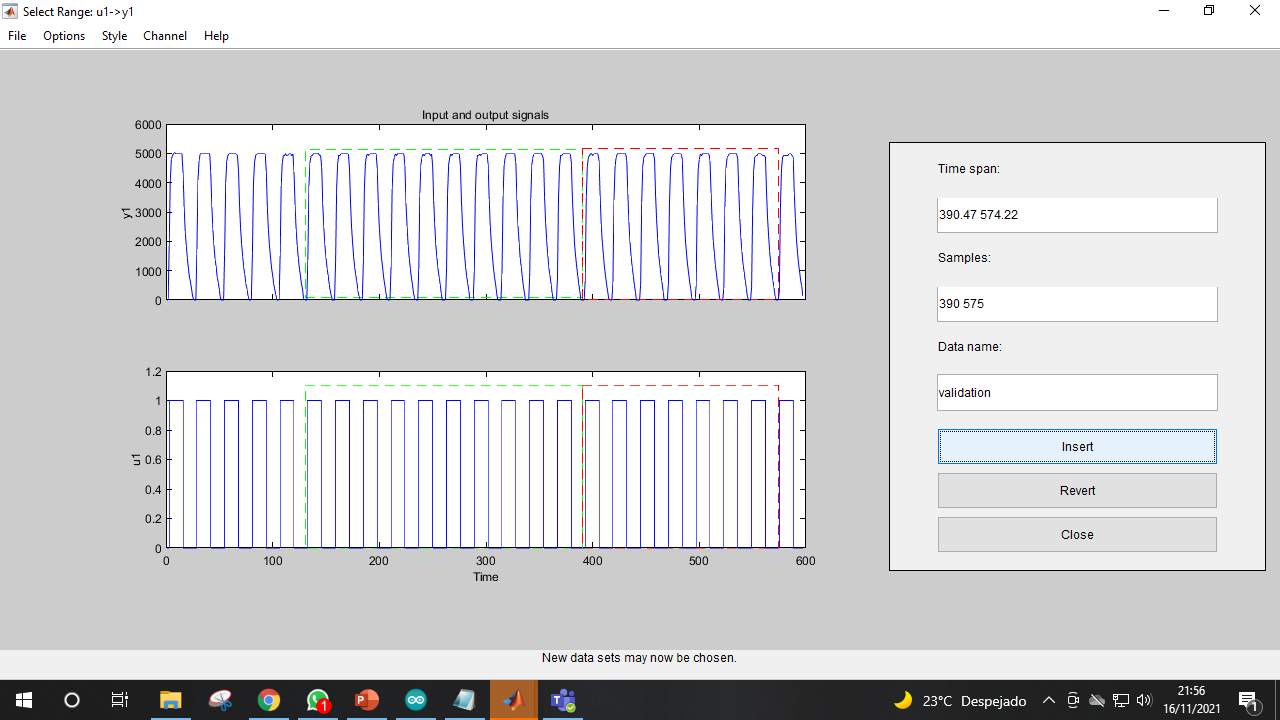 Select Range: u1->y1
File Options Style Channel Help
Input and output signals
6000
5000
4000
3000
2000
1000
0
y1
1.2
1
0.8
0.6
0.4
0.2
0
u1
0 100 200 300 400 500 600
Time
Time span:
390.47 574.22
Samples:
390 575
Data name:
validation
Insert
Revert
Close
New data sets may now be chosen.
1
P
23°C Despejado
21:56
16/11/2021
1